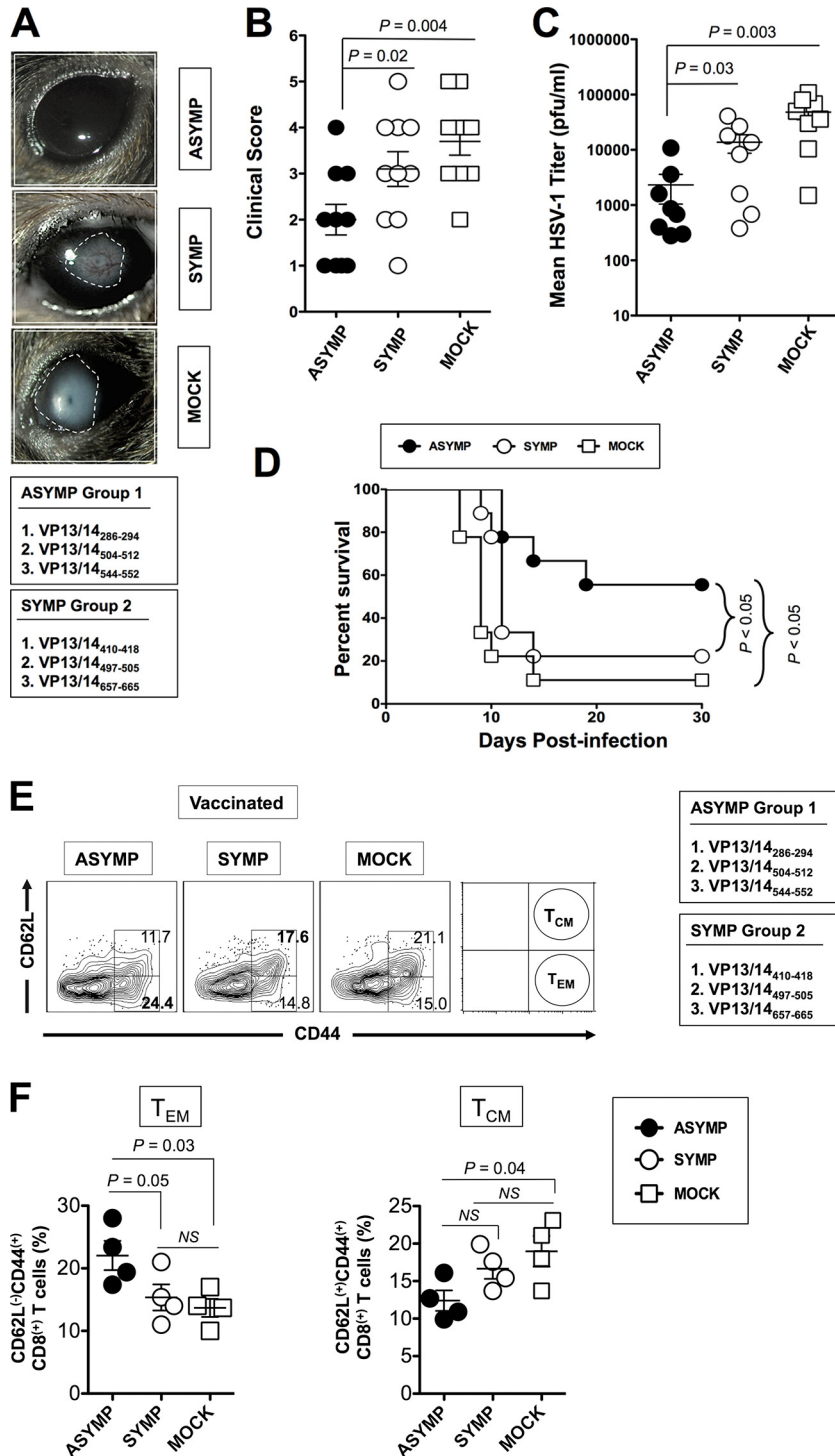 A
ASYMP
SYMP
MOCK
ASYMP Group 1
1. VP13/14286-294
2. VP13/14504-512
3. VP13/14544-552
SYMP Group 2
1. VP13/14410-418
2. VP13/14497-505
3. VP13/14657-665
B
P = 0.004
P = 0.02
Clinical Score
6
5
4
3
2
1
0
ASYMP
SYMP
MOCK
C
P = 0.003
P = 0.03
Mean HSV-1 Titer (pfu/ml)
1000000
100000
10000
1000
100
10
ASYMP
SYMP
MOCK
D
ASYMP SYMP MOCK
Percent survival
100
80
60
40
20
0
0 10 20 30
Days Post-infection
P < 0.05
P < 0.05
E
Vaccinated
ASYMP SYMP MOCK
CD62L
11.7
24.4
17.6
14.8
21.1
15.0
TCM
TEM
CD44
ASYMP Group 1
1. VP13/14286-294
2. VP13/14504-512
3. VP13/14544-552
SYMP Group 2
1. VP13/14410-418
2. VP13/14497-505
3. VP13/14657-665
F
TEM
P = 0.03
P = 0.05
NS
CD62L(-)CD44(+)
CD8(+) T cells (%)
30
20
10
0
ASYMP
SYMP
MOCK
TCM
P = 0.04
NS
NS
CD62L(+)CD44(+)
CD8(+) T cells (%)
25
20
15
10
5
0
ASYMP
SYMP
MOCK
ASYMP
SYMP
MOCK